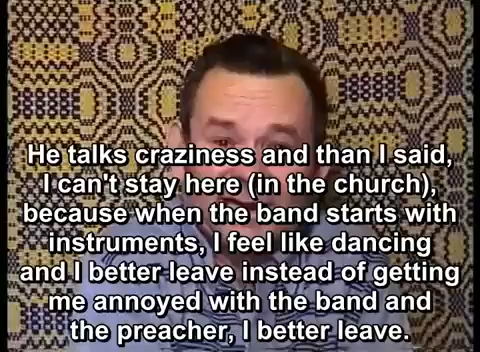 He talks craziness and than I said,
I can't stay here (in the church),
because when the band starts with
instruments, I feel like dancing
and I better leave instead of getting
me annoyed with the band and
the preacher, I better leave.